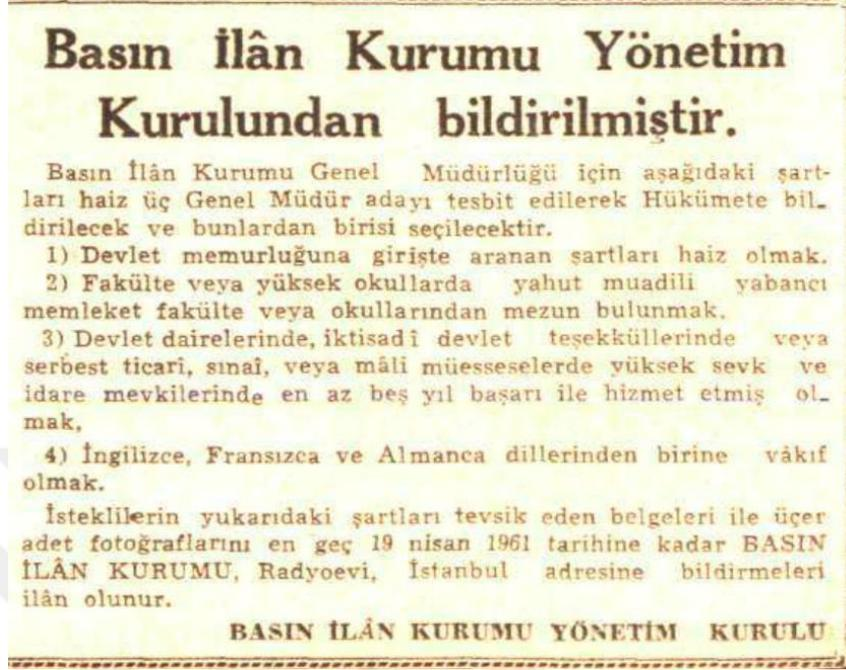 Basın İlân Kurumu Yönetim
Kurulundan bildirilmiştir.
Basın İlân Kurumu Genel Müdürlüğü için aşağıdaki şart-
ları haiz üç Genel Müdür adayı tesbit edilerek Hükümete bil-
dirilecek ve bunlardan birisi seçilecektir.
1) Devlet memurluğuna girişte aranan şartları haiz olmak.
2) Fakülte veya yüksek okullarda yahut muadili yabancı
memleket fakülte veya okullarından mezun bulunmak.
3) Devlet dairelerinde, iktisadî devlet teşekküllerinde veya
serbest ticarî, sınaî, veya mâli müesseselerde yüksek sevk ve
idare mevkilerinde en az beş yıl başarı ile hizmet etmiş ol-
mak,
4) İngilizce, Fransızca ve Almanca dillerinden birine vâkıf
olmak.
İsteklilerin yukarıdaki şartları tevsik eden belgeleri ile üçer
adet fotoğraflarını en geç 19 nisan 1961 tarihine kadar BASIN
İLÂN KURUMU, Radyoevi, İstanbul adresine bildirmeleri
ilân olunur.
BASIN İLÂN KURUMU YÖNETİM KURULU